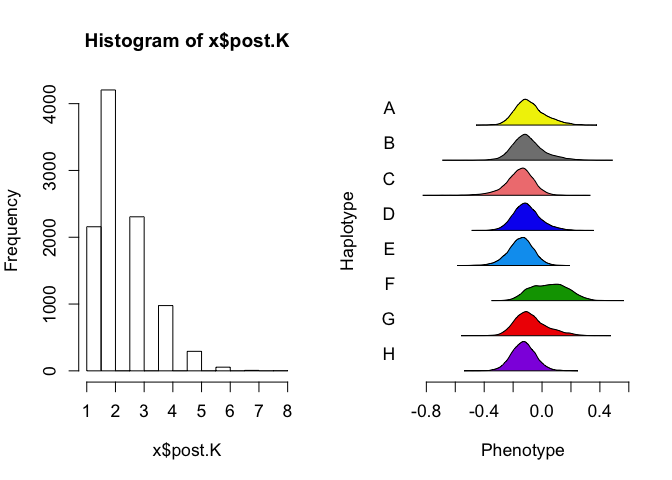 Histogram of x$post.K
Frequency
4000
3000
2000
1000
0
1 2 3 4 5 6 7 8
x$post.K
Haplotype
A
B
C
D
E
F
G
H
-0.8 -0.4 0.0 0.4
Phenotype